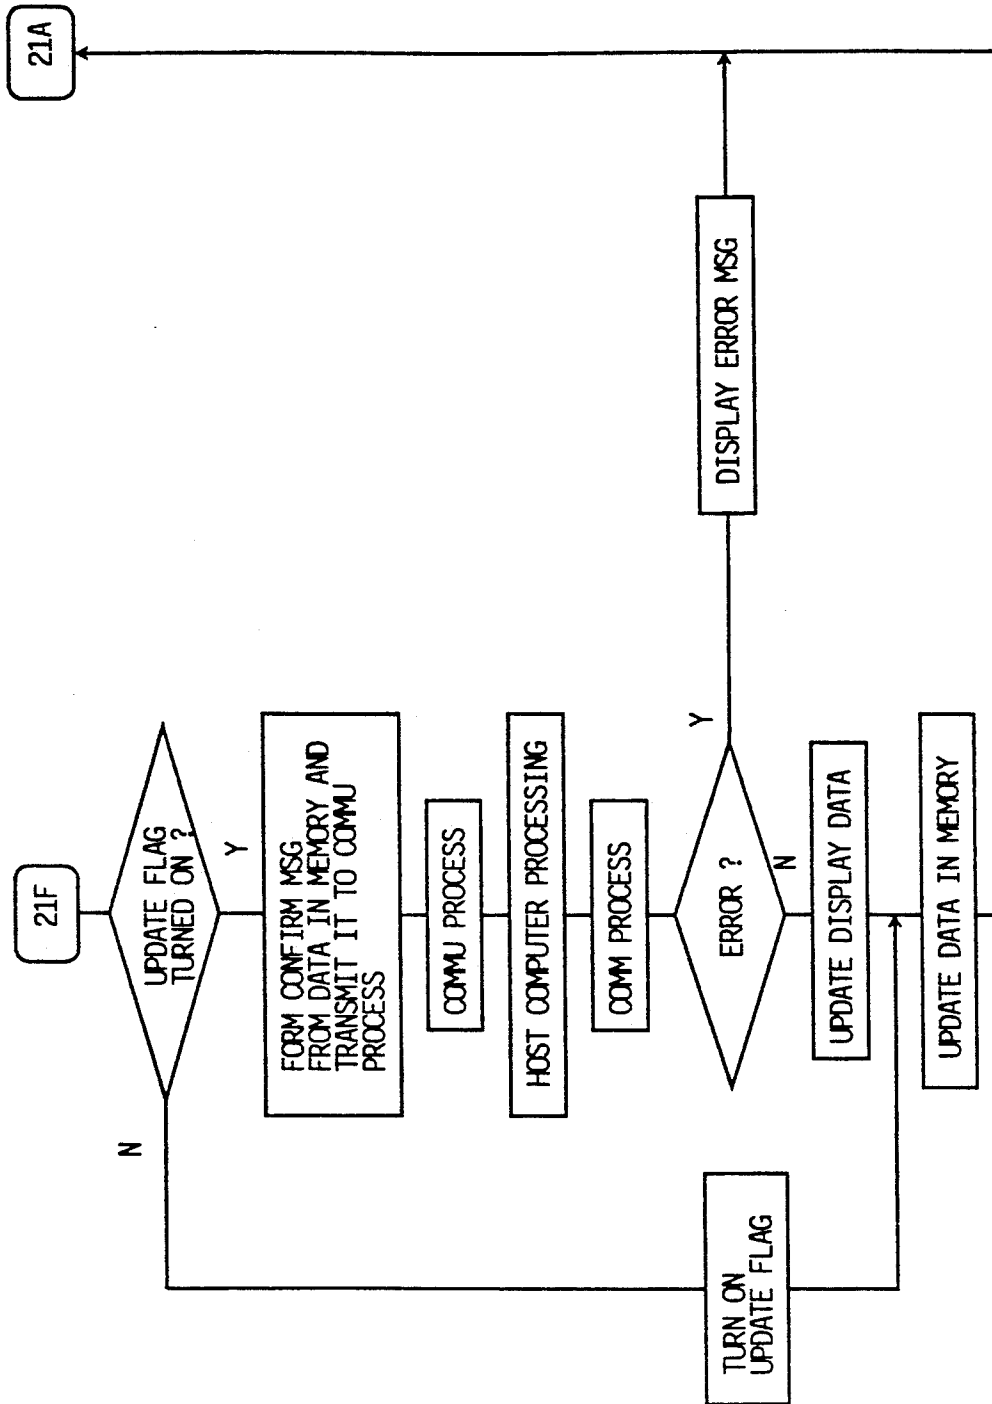 21A
21F
UPDATE FLAG
TURNED ON ?
N
Y
FORM CONFIRM MSG
FROM DATA IN MEMORY AND
TRANSMIT IT TO COMMU
PROCESS
COMMU PROCESS
HOST COMPUTER PROCESSING
COMM PROCESS
ERROR ?
Y
N
DISPLAY ERROR MSG
TURN ON
UPDATE FLAG
UPDATE DISPLAY DATA
UPDATE DATA IN MEMORY